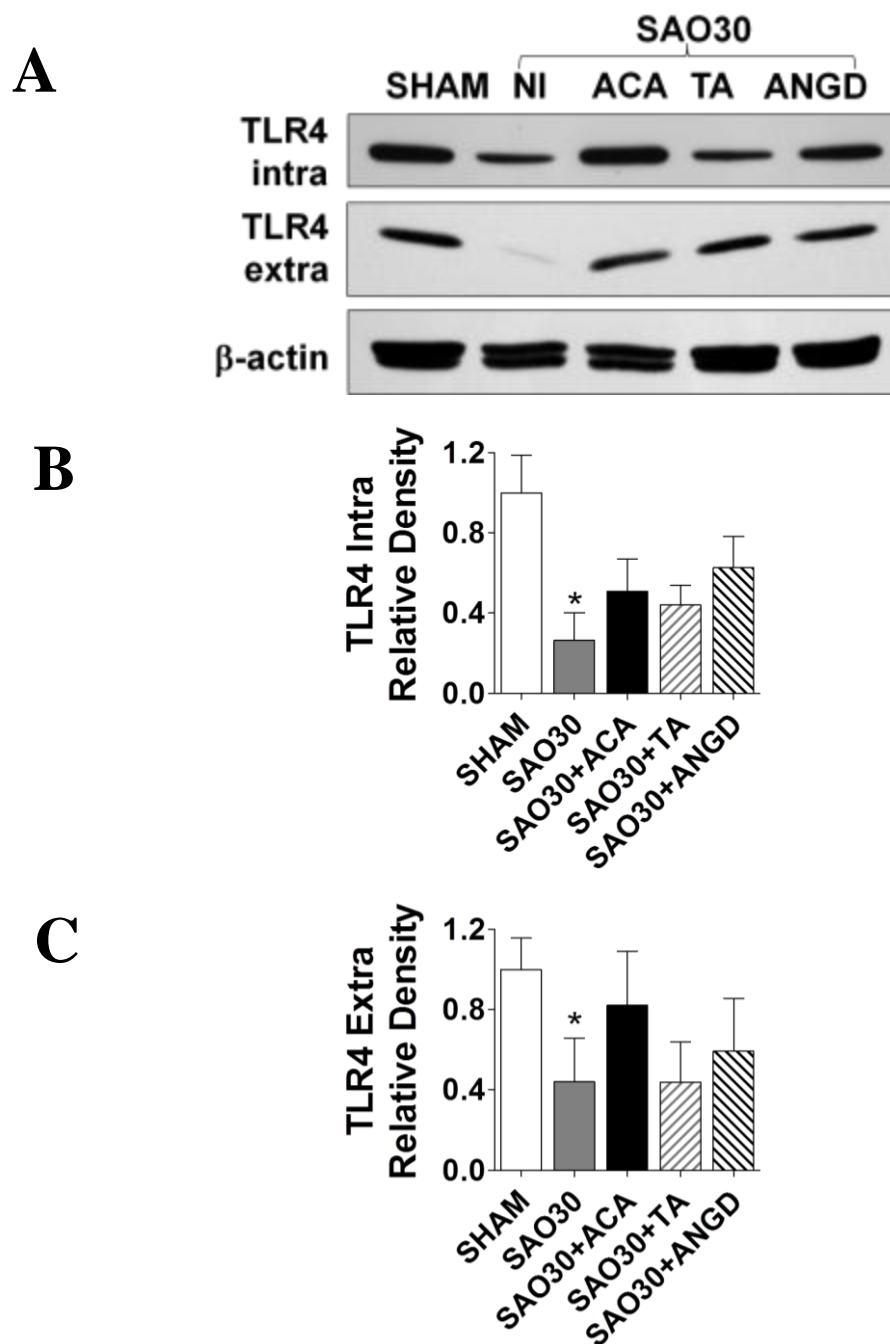 A
SAO30
SHAM NI ACA TA ANGD
TLR4
intra
TLR4
extra
β-actin
B
TLR4 Intra
Relative Density
1.2
0.8
0.4
0.0
*
SHAM
SAO30
SAO30+ACA
SAO30+TA
SAO30+ANGD
C
TLR4 Extra
Relative Density
1.2
0.8
0.4
0.0
*
SHAM
SAO30
SAO30+ACA
SAO30+TA
SAO30+ANGD